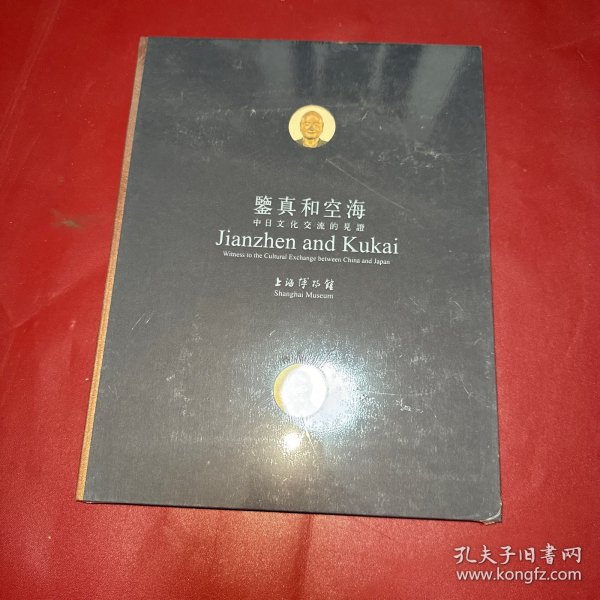 鑒真和空海
中日文化交流的見證
Jianzhen and Kukai
Witness to the Cultural Exchange between China and Japan
上海博物館
Shanghai Museum
孔夫子旧书网
www.kongfz.com